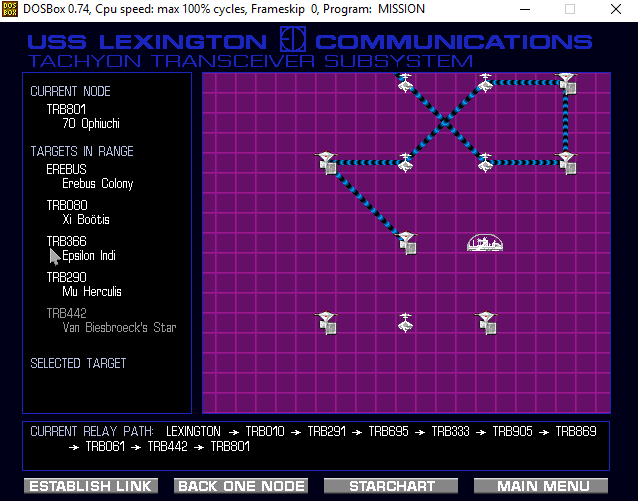 DOS
BOX
DOSBox 0.74, Cpu speed: max 100% cycles, Frameskip 0, Program: MISSION
USS LEXINGTON COMMUNICATIONS
TACHYON TRANSCEIVER SUBSYSTEM
CURRENT NODE
TRB801
70 Ophiuchi
TARGETS IN RANGE
EREBUS
Erebus Colony
TRB080
Xi Boötis
TRB366
Epsilon Indi
TRB290
Mu Herculis
TRB442
Van Biesbroeck's Star
SELECTED TARGET
CURRENT RELAY PATH: LEXINGTON → TRB010 → TRB291 → TRB695 → TRB333 → TRB905 → TRB869
→ TRB061 → TRB442 → TRB801
ESTABLISH LINK BACK ONE NODE STARCHART MAIN MENU